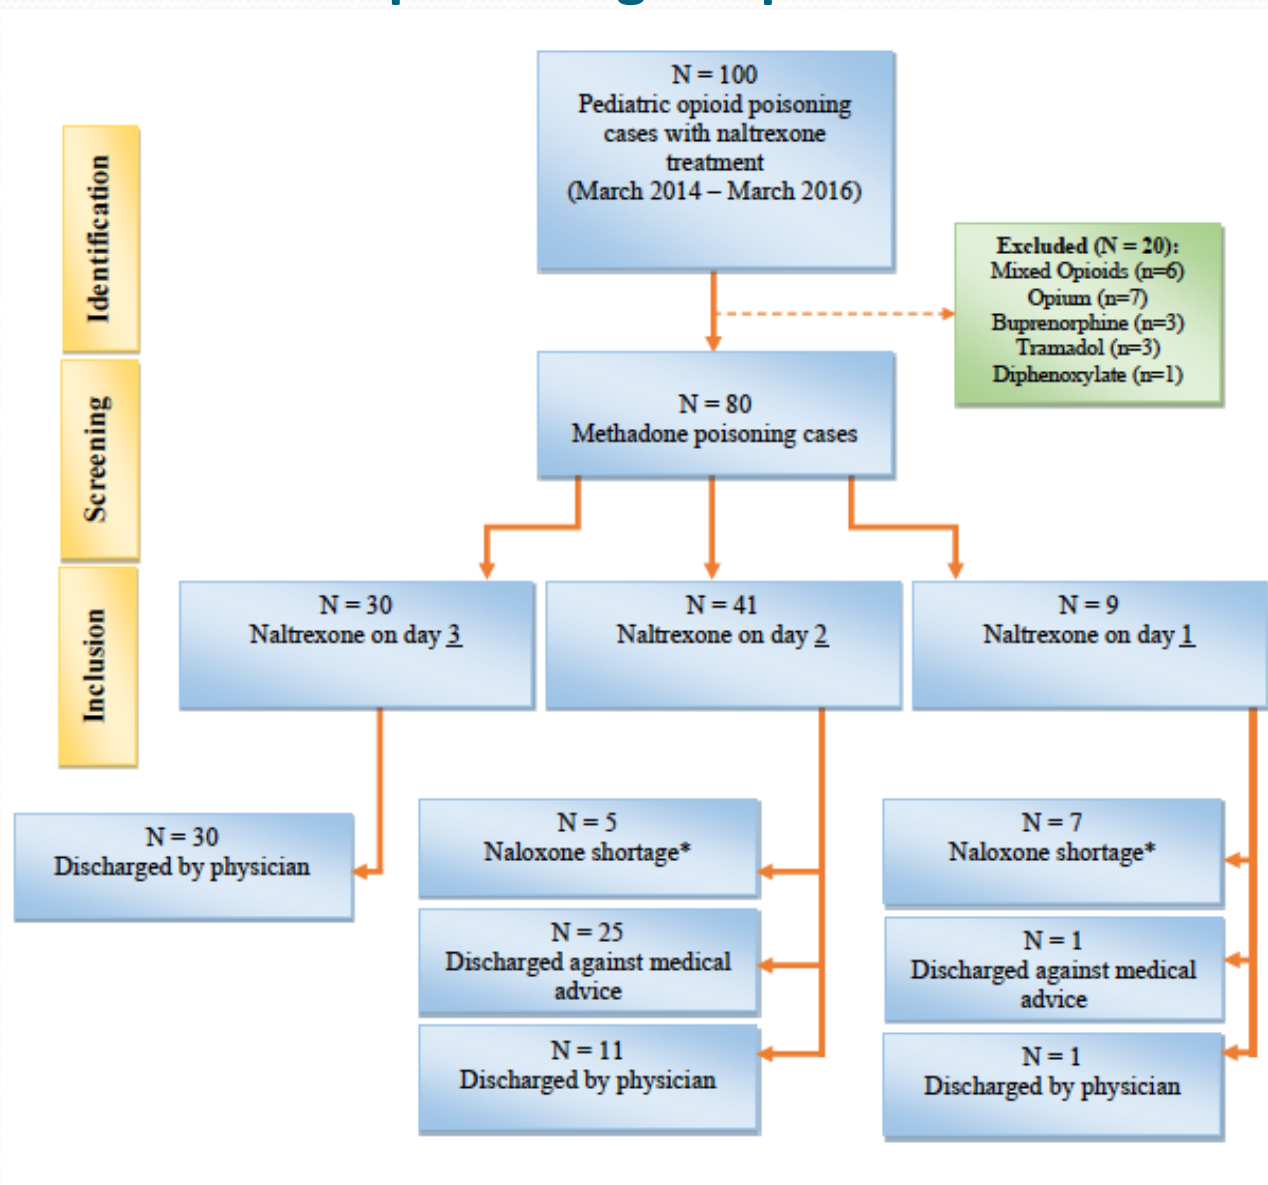 N = 100
Pediatric opioid poisoning
cases with naltrexone
treatment
(March 2014 – March 2016)
Identification
Excluded (N = 20):
Mixed Opioids (n=6)
Opium (n=7)
Buprenorphine (n=3)
Tramadol (n=3)
Diphenoxylate (n=1)
Screening
N = 80
Methadone poisoning cases
Inclusion
N = 30
Naltrexone on day 3
N = 41
Naltrexone on day 2
N = 9
Naltrexone on day 1
N = 30
Discharged by physician
N = 5
Naloxone shortage*
N = 25
Discharged against medical
advice
N = 11
Discharged by physician
N = 7
Naloxone shortage*
N = 1
Discharged against medical
advice
N = 1
Discharged by physician